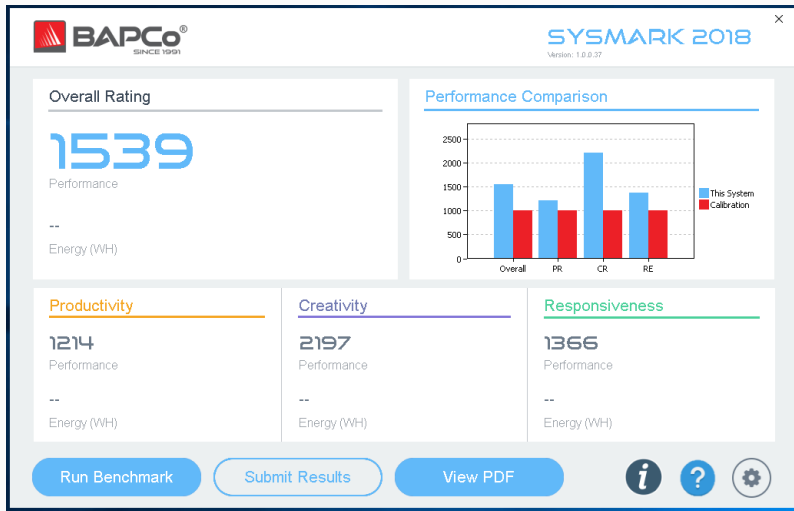 BAPCo®
SINCE 1991
SYSMARK 2018
Version: 1.0.0.37
Overall Rating
1539
Performance
--
Energy (WH)
Performance Comparison
2500
2000
1500
1000
500
0
Overall PR CR RE
This System
Calibration
Productivity
1214
Performance
--
Energy (WH)
Creativity
2197
Performance
--
Energy (WH)
Responsiveness
1366
Performance
--
Energy (WH)
Run Benchmark
Submit Results
View PDF
i
?